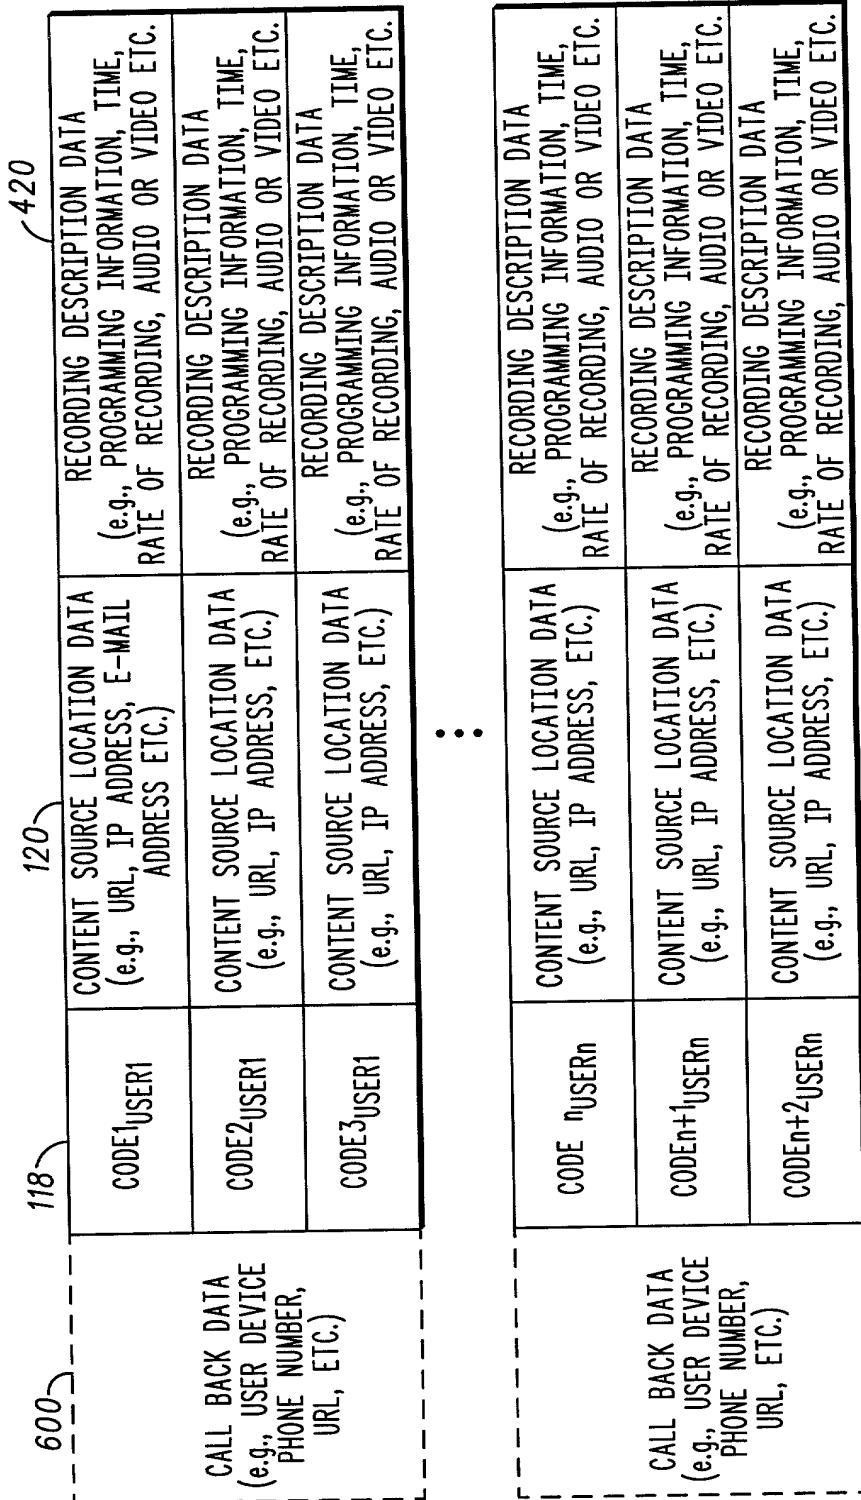 600
118
120
420
CALL BACK DATA
(e.g., USER DEVICE
PHONE NUMBER,
URL, ETC.)
CODE1USER1
CONTENT SOURCE LOCATION DATA
(e.g., URL, IP ADDRESS, E-MAIL
ADDRESS ETC.)
RECORDING DESCRIPTION DATA
(e.g., PROGRAMMING INFORMATION, TIME,
RATE OF RECORDING, AUDIO OR VIDEO ETC.
CODE2USER1
CONTENT SOURCE LOCATION DATA
(e.g., URL, IP ADDRESS, ETC.)
RECORDING DESCRIPTION DATA
(e.g., PROGRAMMING INFORMATION, TIME,
RATE OF RECORDING, AUDIO OR VIDEO ETC.
CODE3USER1
CONTENT SOURCE LOCATION DATA
(e.g., URL, IP ADDRESS, ETC.)
RECORDING DESCRIPTION DATA
(e.g., PROGRAMMING INFORMATION, TIME,
RATE OF RECORDING, AUDIO OR VIDEO ETC.
...
CALL BACK DATA
(e.g., USER DEVICE
PHONE NUMBER,
URL, ETC.)
CODE nUSERn
CONTENT SOURCE LOCATION DATA
(e.g., URL, IP ADDRESS, ETC.)
RECORDING DESCRIPTION DATA
(e.g., PROGRAMMING INFORMATION, TIME,
RATE OF RECORDING, AUDIO OR VIDEO ETC.
CODEn+1USERn
CONTENT SOURCE LOCATION DATA
(e.g., URL, IP ADDRESS, ETC.)
RECORDING DESCRIPTION DATA
(e.g., PROGRAMMING INFORMATION, TIME,
RATE OF RECORDING, AUDIO OR VIDEO ETC.
CODEn+2USERn
CONTENT SOURCE LOCATION DATA
(e.g., URL, IP ADDRESS, ETC.)
RECORDING DESCRIPTION DATA
(e.g., PROGRAMMING INFORMATION, TIME,
RATE OF RECORDING, AUDIO OR VIDEO ETC.